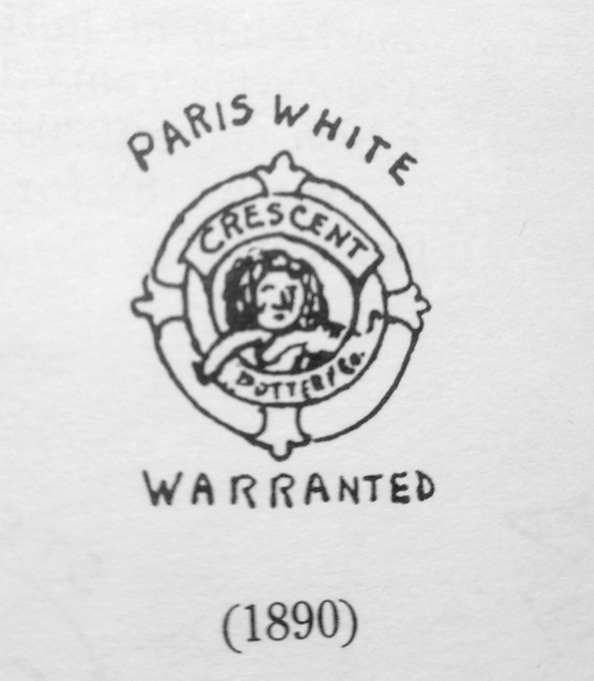 PARIS WHITE
CRESCENT
POTTERY Co.
WARRANTED
(1890)